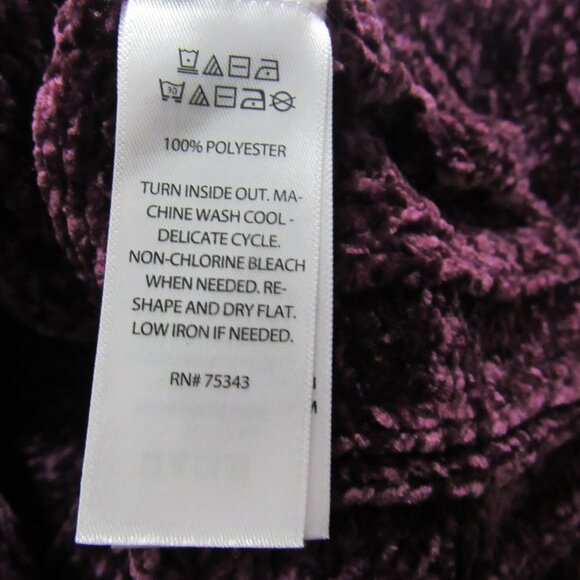 30
100% POLYESTER
TURN INSIDE OUT. MA-
CHINE WASH COOL -
DELICATE CYCLE.
NON-CHLORINE BLEACH
WHEN NEEDED. RE-
SHAPE AND DRY FLAT.
LOW IRON IF NEEDED.
RN# 75343
M